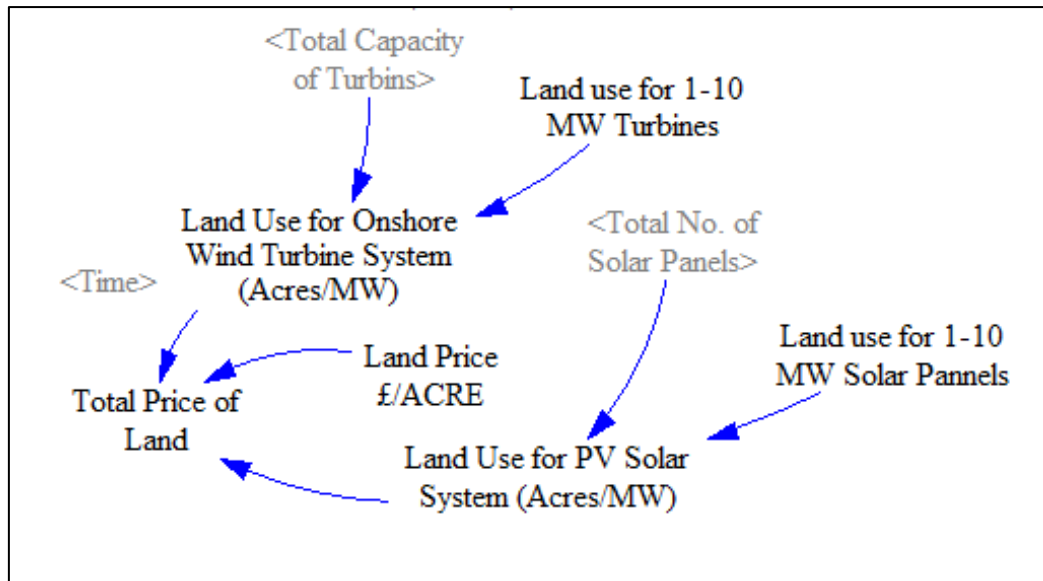 <Total Capacity
of Turbins>
Land use for 1-10
MW Turbines
Land Use for Onshore
Wind Turbine System
(Acres/MW)
<Total No. of
Solar Panels>
<Time>
Land Price
£/ACRE
Land use for 1-10
MW Solar Pannels
Total Price of
Land
Land Use for PV Solar
System (Acres/MW)